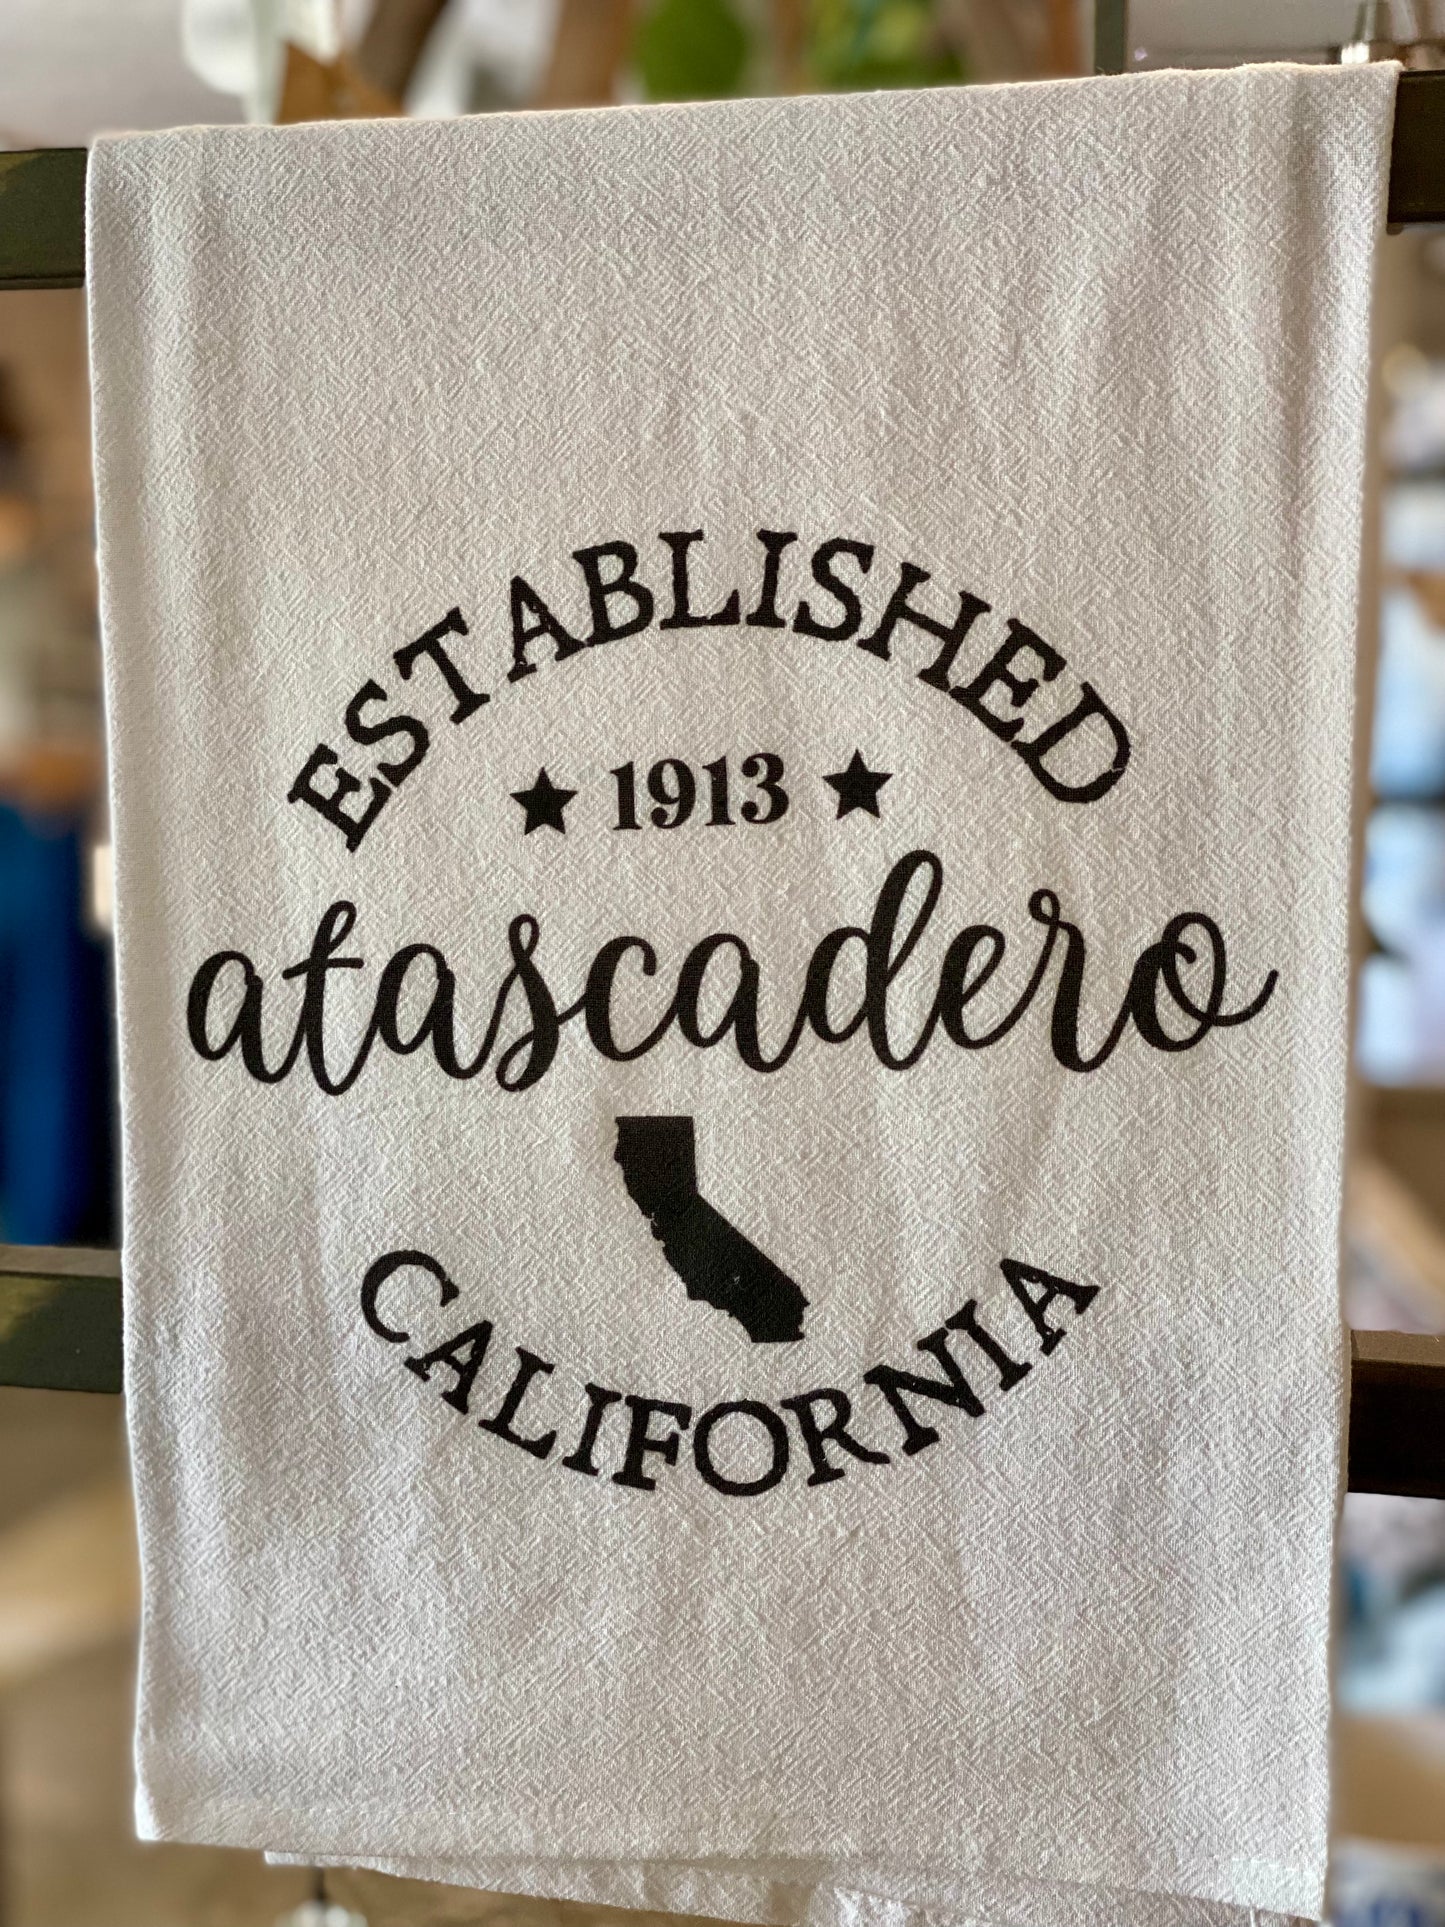 ESTABLISHED
★ 1913 ★
atascadero
CALIFORNIA